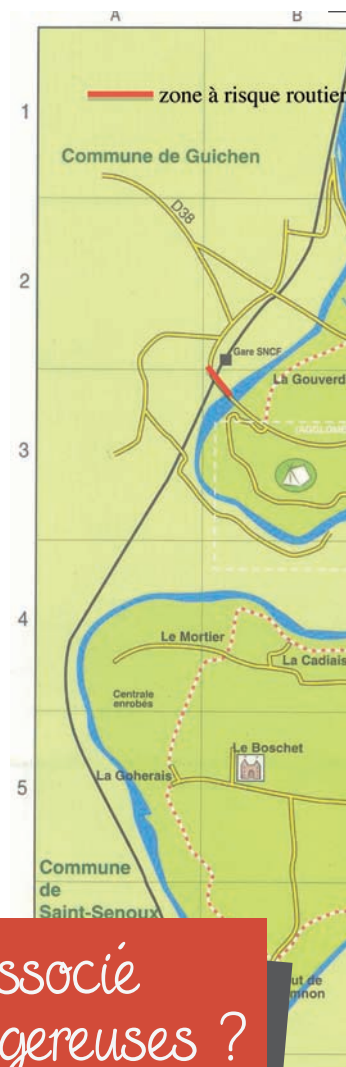 A B
1
zone à risque routier
Commune de Guichen
D38
2
Gare SNCF
La Gouverd
3
4
Le Mortier
La Cadiais
Centrale
enrobés
Le Boschet
La Goherais
5
Commune
de
Saint-Senoux
ssocié
gereuses ?